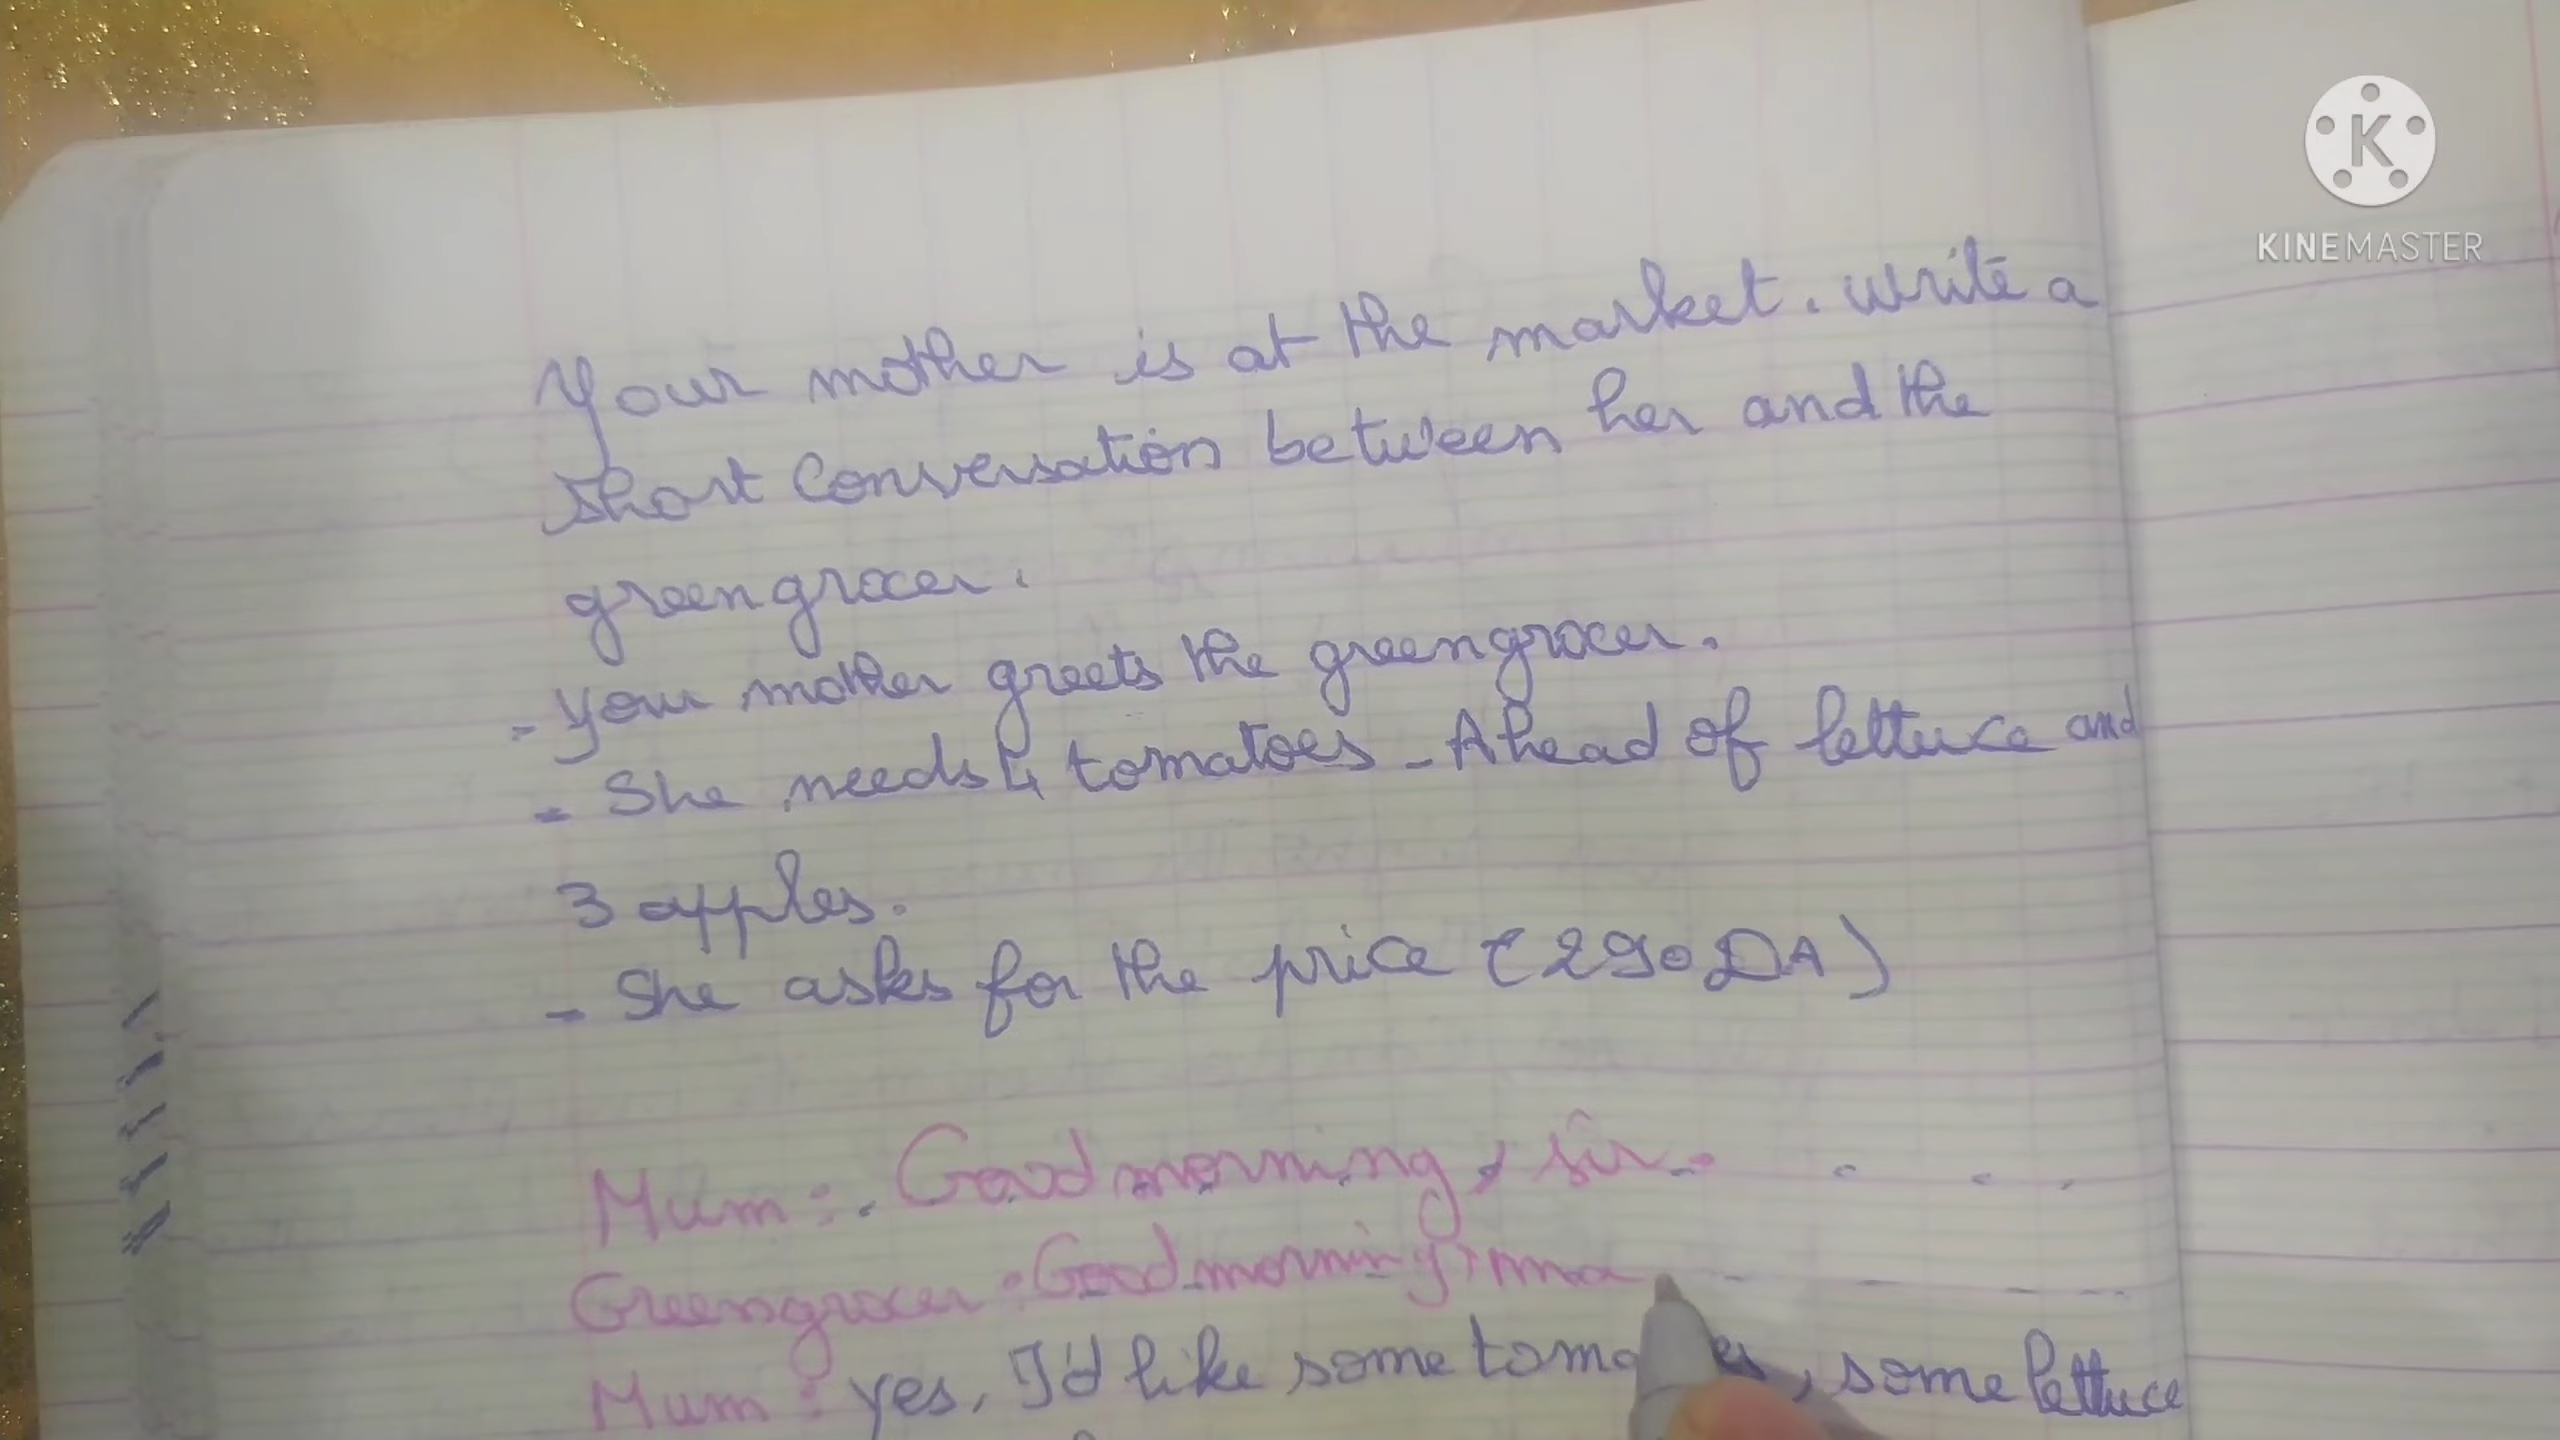 K
KINEMASTER
Your mother is at the market. write a
short Conversation between her and the
greengrocer.
- your mother greets the greengrocer.
- She needs 4 tomatoes - A head of lettuce and
3 apples.
- She asks for the price (290 DA)
Mum: Good morning, sir.
Greengrocer: Good morning, ma
Mum: yes, I'd like some , some lettuce